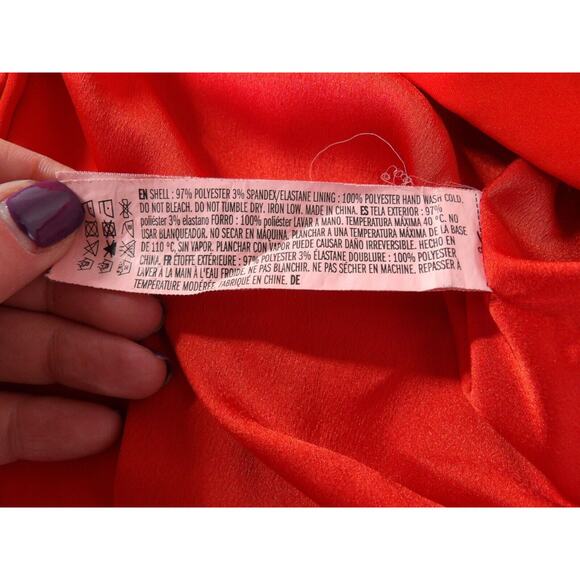 EN SHELL : 97% POLYESTER 3% SPANDEX/ELASTANE LINING : 100% POLYESTER HAND WASH COLD.
DO NOT BLEACH. DO NOT TUMBLE DRY. IRON LOW. MADE IN CHINA. ES TELA EXTERIOR : 97%
poliéster 3% elastano FORRO : 100% poliéster LAVAR A MANO. TEMPERATURA MÁXIMA 40 °C. NO
USAR BLANQUEADOR. NO SECAR EN MÁQUINA. PLANCHAR A UNA TEMPERATURA MÁXIMA DE LA BASE
DE 110 °C, SIN VAPOR. PLANCHAR CON VAPOR PUEDE CAUSAR DAÑO IRREVERSIBLE. HECHO EN
CHINA. FR ÉTOFFE. EXTÉRIEURE : 97% POLYESTER 3% ÉLASTANE DOUBLURE : 100% POLYESTER
LAVER À LA MAIN À L'EAU FROIDE. NE PAS BLANCHIR. NE PAS SÉCHER EN MACHINE. REPASSER À
TEMPÉRATURE MODÉRÉE. FABRIQUÉ EN CHINE. DE